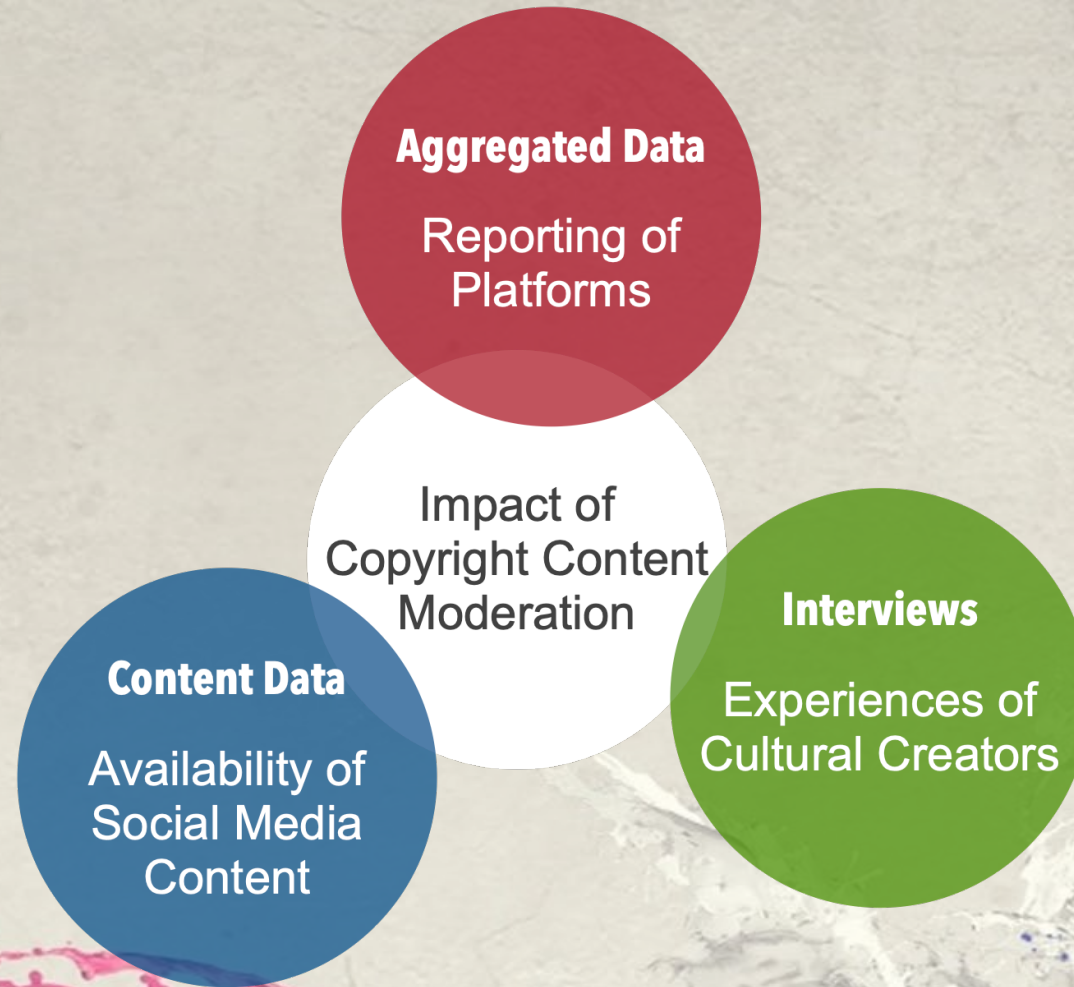 Aggregated Data
Reporting of
Platforms
Impact of
Copyright Content
Moderation
Interviews
Experiences of
Cultural Creators
Content Data
Availability of
Social Media
Content